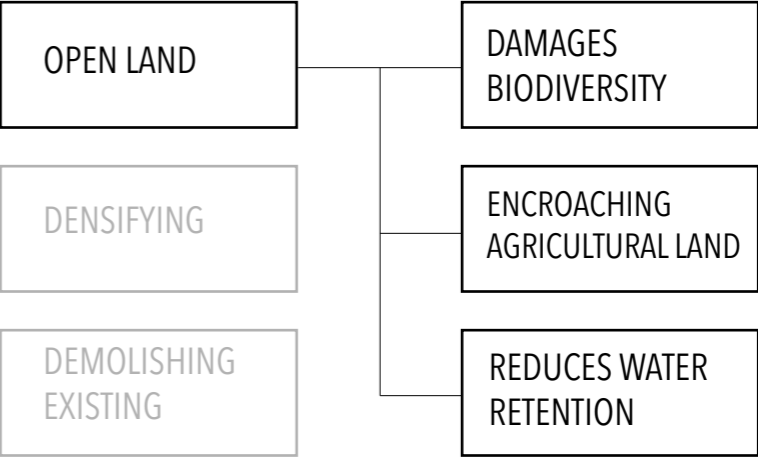 OPEN LAND
DAMAGES
BIODIVERSITY
DENSIFYING
ENCROACHING
AGRICULTURAL LAND
DEMOLISHING
EXISTING
REDUCES WATER
RETENTION